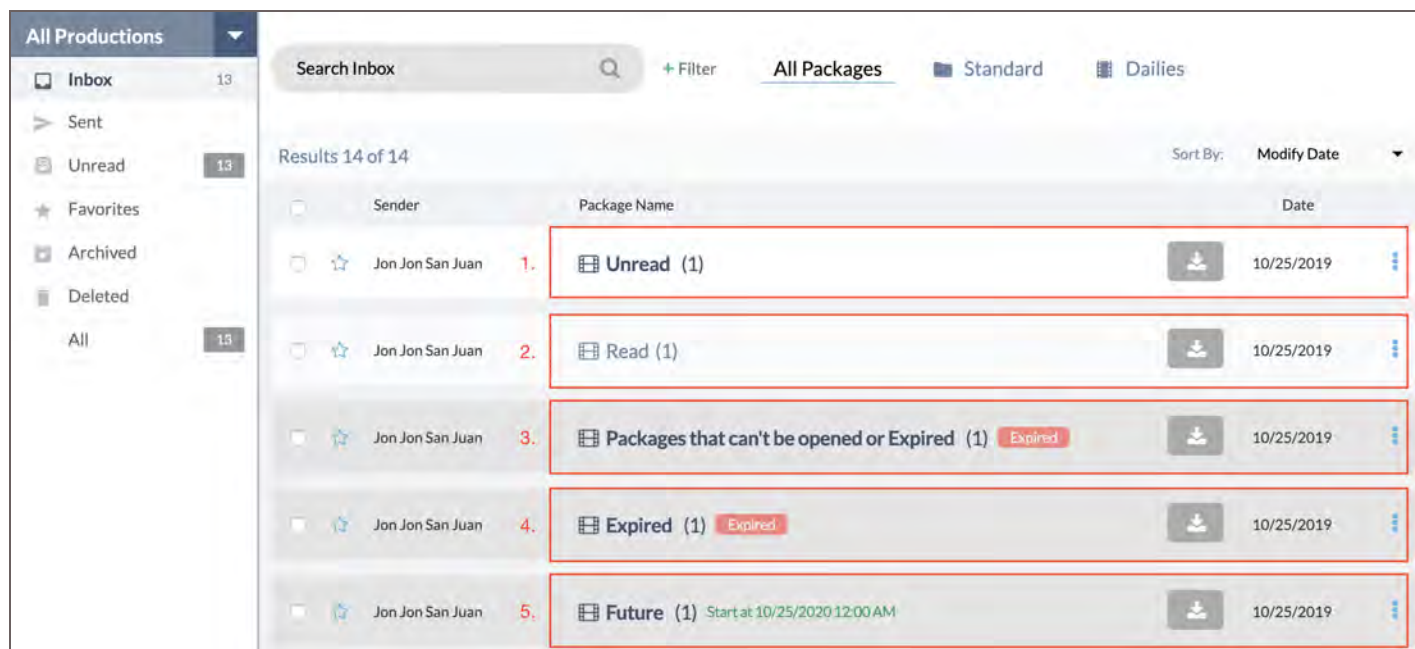 All Productions
Inbox 13
Sent
Unread 13
Favorites
Archived
Deleted
All 13
Search Inbox + Filter All Packages Standard Dailies
Results 14 of 14 Sort By: Modify Date
Sender Package Name Date
Jon Jon San Juan 1. Unread (1) 10/25/2019
Jon Jon San Juan 2. Read (1) 10/25/2019
Jon Jon San Juan 3. Packages that can't be opened or Expired (1) Expired 10/25/2019
Jon Jon San Juan 4. Expired (1) Expired 10/25/2019
Jon Jon San Juan 5. Future (1) Start at 10/25/2020 12:00 AM 10/25/2019